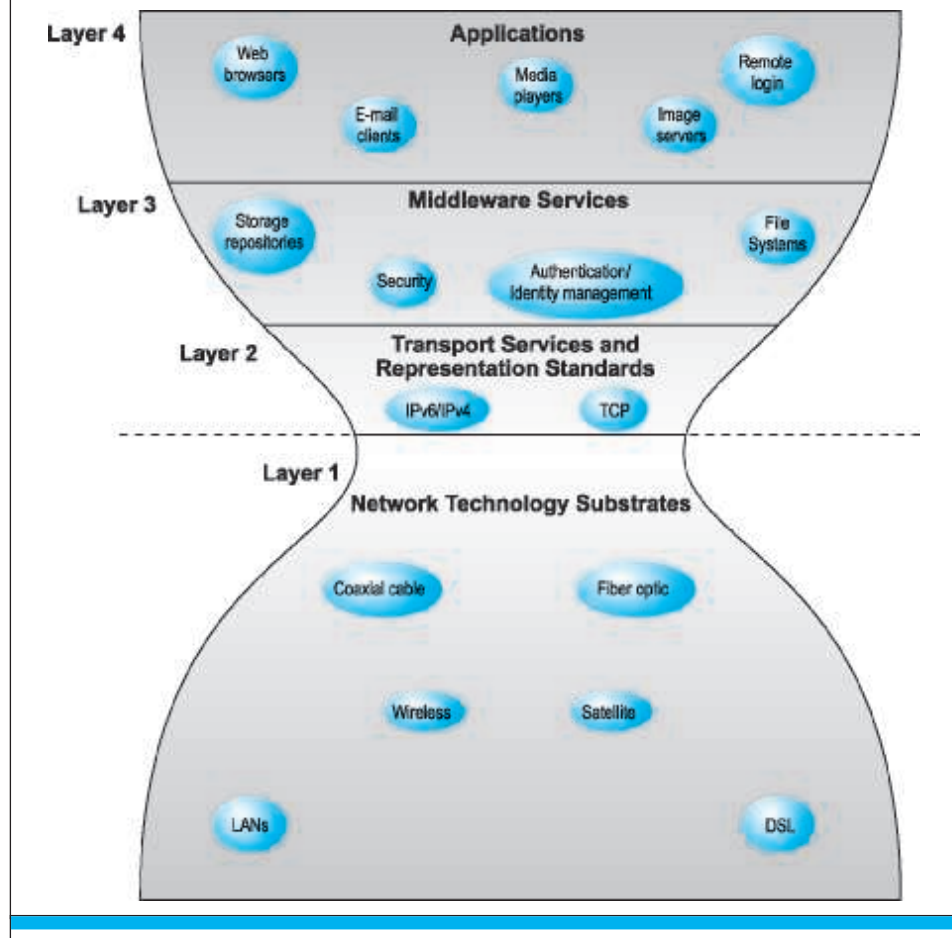 Layer 4
Applications
Web
browsers
Media
players
Remote
login
E-mail
clients
Image
servers
Layer 3
Middleware Services
Storage
repositories
File
Systems
Security
Authentication/
Identity management
Layer 2
Transport Services and
Representation Standards
IPv6/IPv4
TCP
Layer 1
Network Technology Substrates
Coaxial cable
Fiber optic
Wireless
Satellite
LANs
DSL